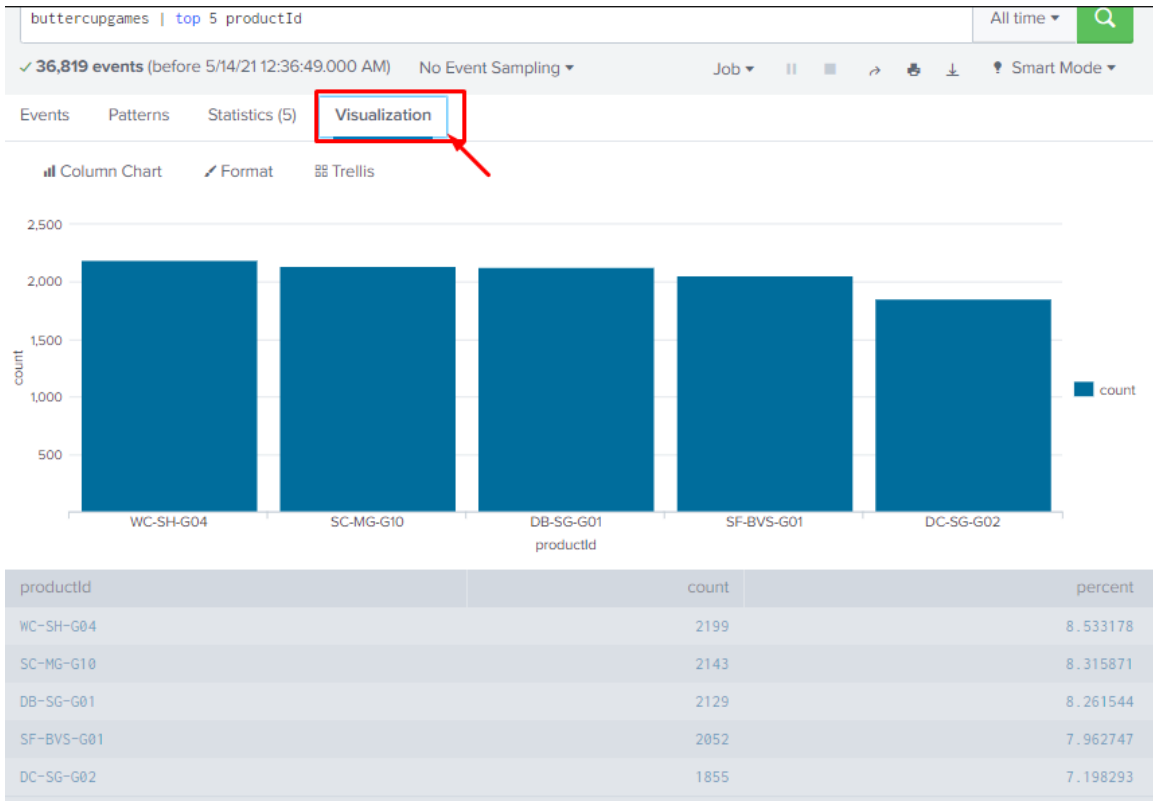 buttercupgames | top 5 productId
All time
36,819 events (before 5/14/21 12:36:49.000 AM)
No Event Sampling
Job
Smart Mode
Events
Patterns
Statistics (5)
Visualization
Column Chart
Format
Trellis
2,500
2,000
1,500
1,000
500
count
count
WC-SH-G04
SC-MG-G10
DB-SG-G01
SF-BVS-G01
DC-SG-G02
productId
productId count percent
WC-SH-G04 2199 8.533178
SC-MG-G10 2143 8.315871
DB-SG-G01 2129 8.261544
SF-BVS-G01 2052 7.962747
DC-SG-G02 1855 7.198293